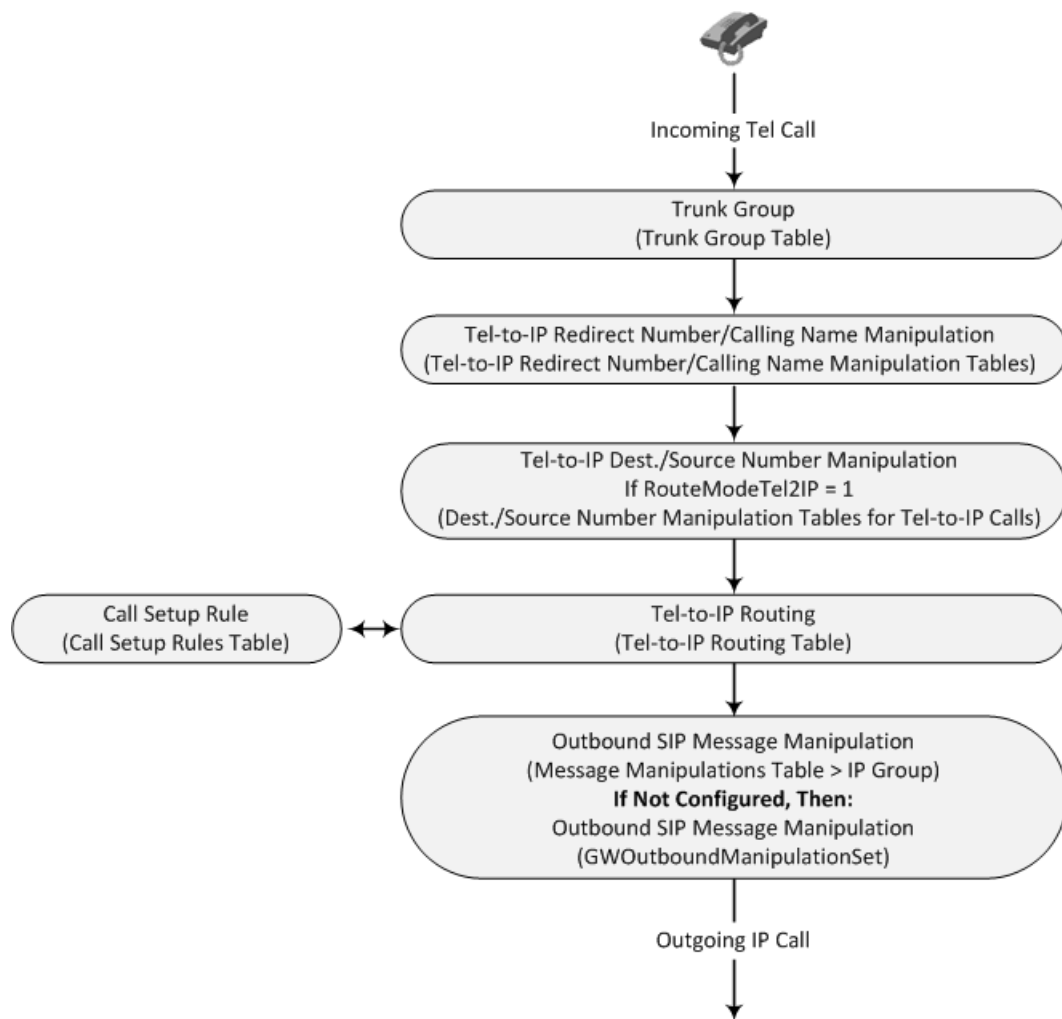 Incoming Tel Call
Trunk Group
(Trunk Group Table)
Tel-to-IP Redirect Number/Calling Name Manipulation
(Tel-to-IP Redirect Number/Calling Name Manipulation Tables)
Tel-to-IP Dest./Source Number Manipulation
If RouteModeTel2IP = 1
(Dest./Source Number Manipulation Tables for Tel-to-IP Calls)
Call Setup Rule
(Call Setup Rules Table)
Tel-to-IP Routing
(Tel-to-IP Routing Table)
Outbound SIP Message Manipulation
(Message Manipulations Table > IP Group)
If Not Configured, Then:
Outbound SIP Message Manipulation
(GWOutboundManipulationSet)
Outgoing IP Call